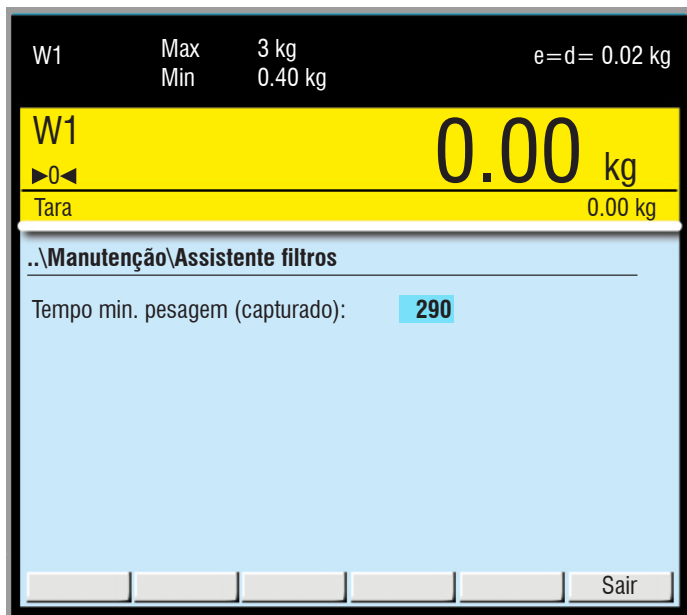 W1 Max 3 kg e=d= 0.02 kg
Min 0.40 kg
W1 0.00 kg
▶0◀
Tara 0.00 kg
..\Manutenção\Assistente filtros
Tempo min. pesagem (capturado): 290
Sair